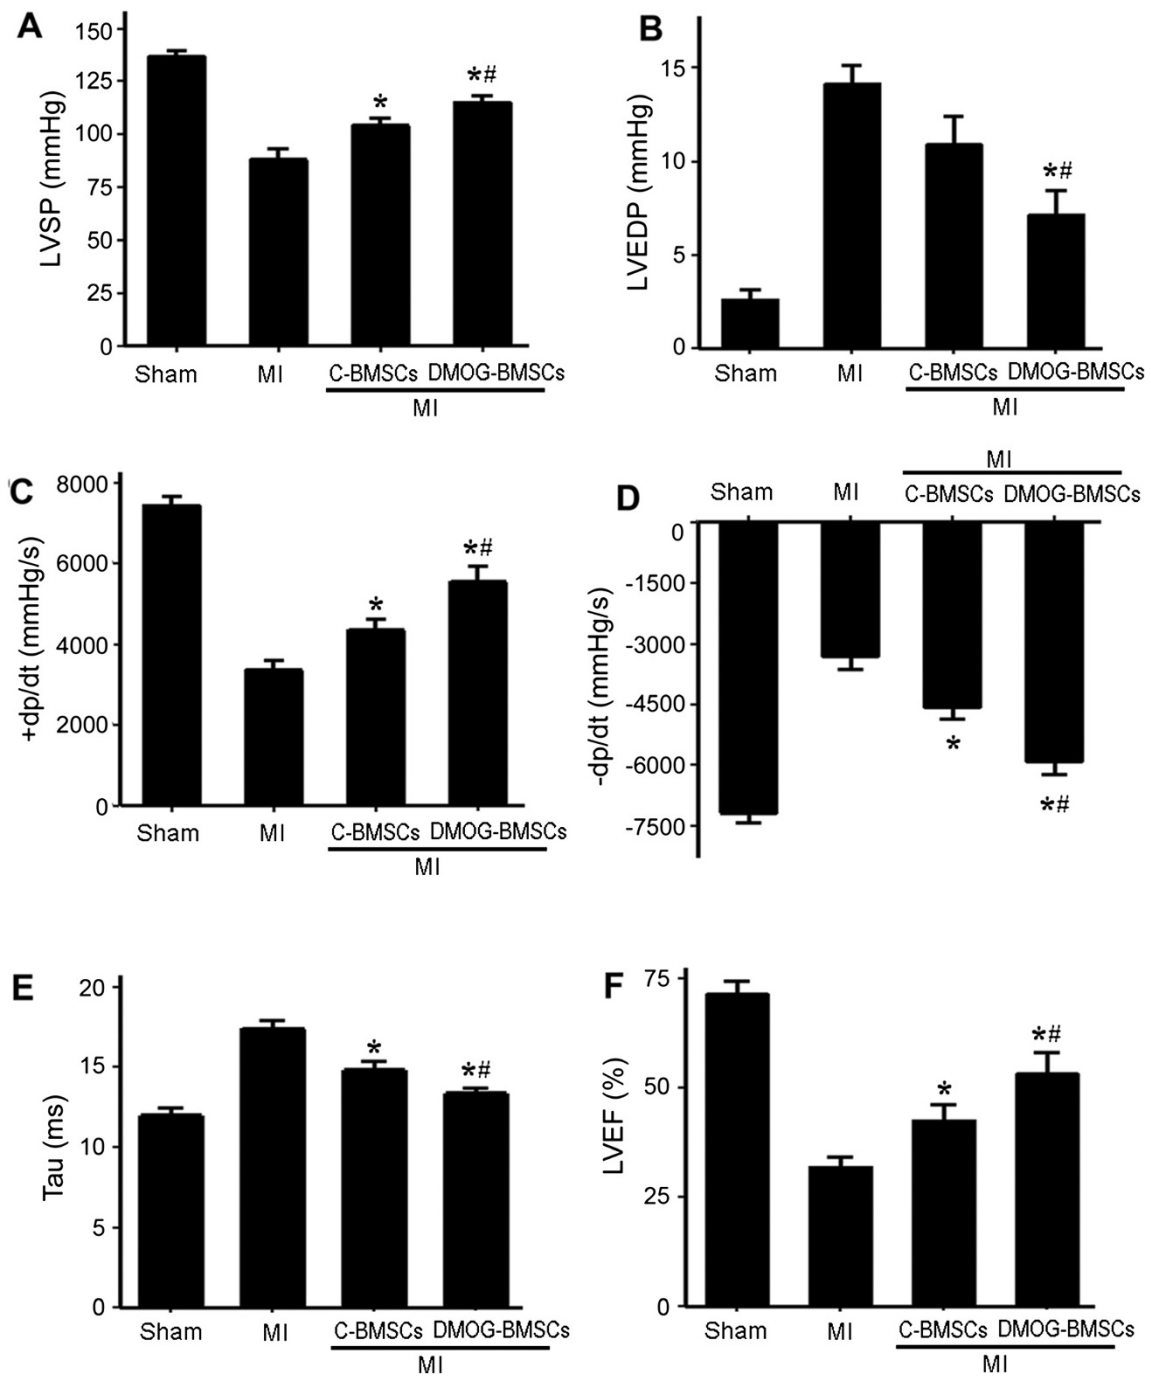 A
LVSP (mmHg)
150
125
100
75
50
25
0
*
*#
Sham
MI
C-BMSCs
DMOG-BMSCs
MI
B
LVEDP (mmHg)
15
10
5
0
*#
Sham
MI
C-BMSCs
DMOG-BMSCs
MI
C
+dp/dt (mmHg/s)
8000
6000
4000
2000
0
*
*#
Sham
MI
C-BMSCs
DMOG-BMSCs
MI
D
MI
Sham
MI
C-BMSCs
DMOG-BMSCs
-dp/dt (mmHg/s)
0
-1500
-3000
-4500
-6000
-7500
*
*#
E
Tau (ms)
20
15
10
5
0
*
*#
Sham
MI
C-BMSCs
DMOG-BMSCs
MI
F
LVEF (%)
75
50
25
0
*
*#
Sham
MI
C-BMSCs
DMOG-BMSCs
MI